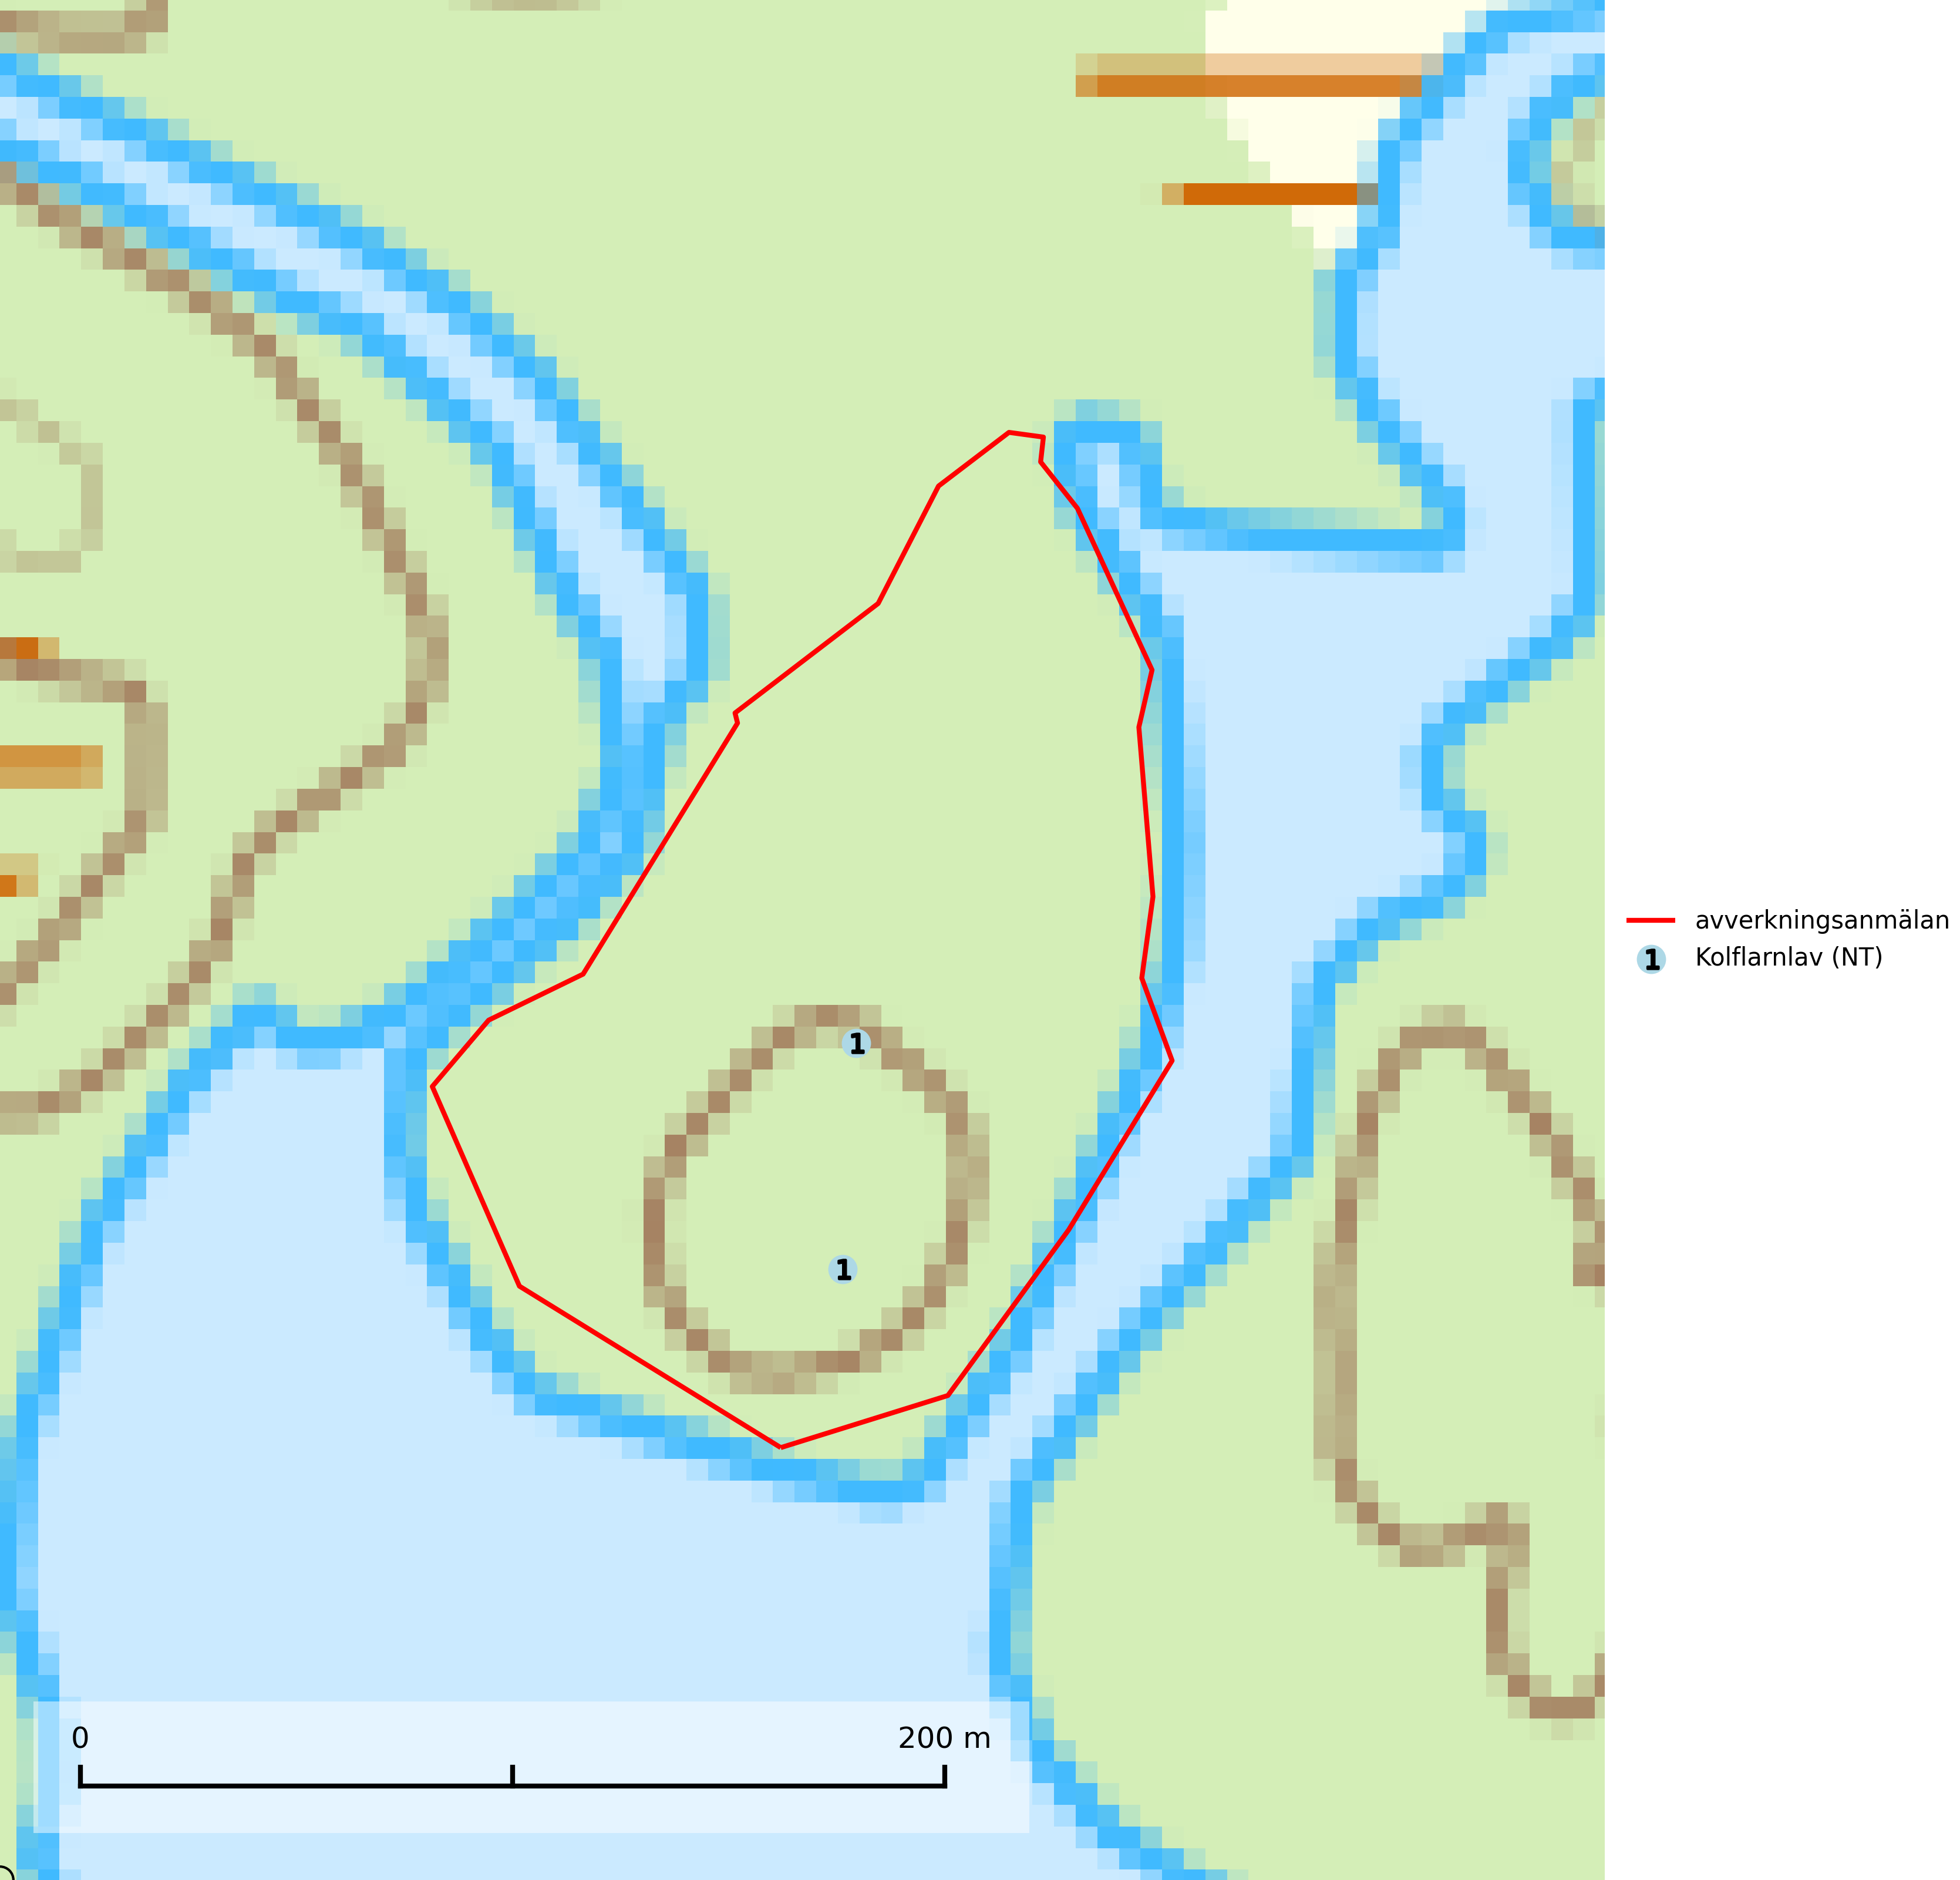 avverkningsanmälan
1 Kolflarnlav (NT)
1
1
0 200 m